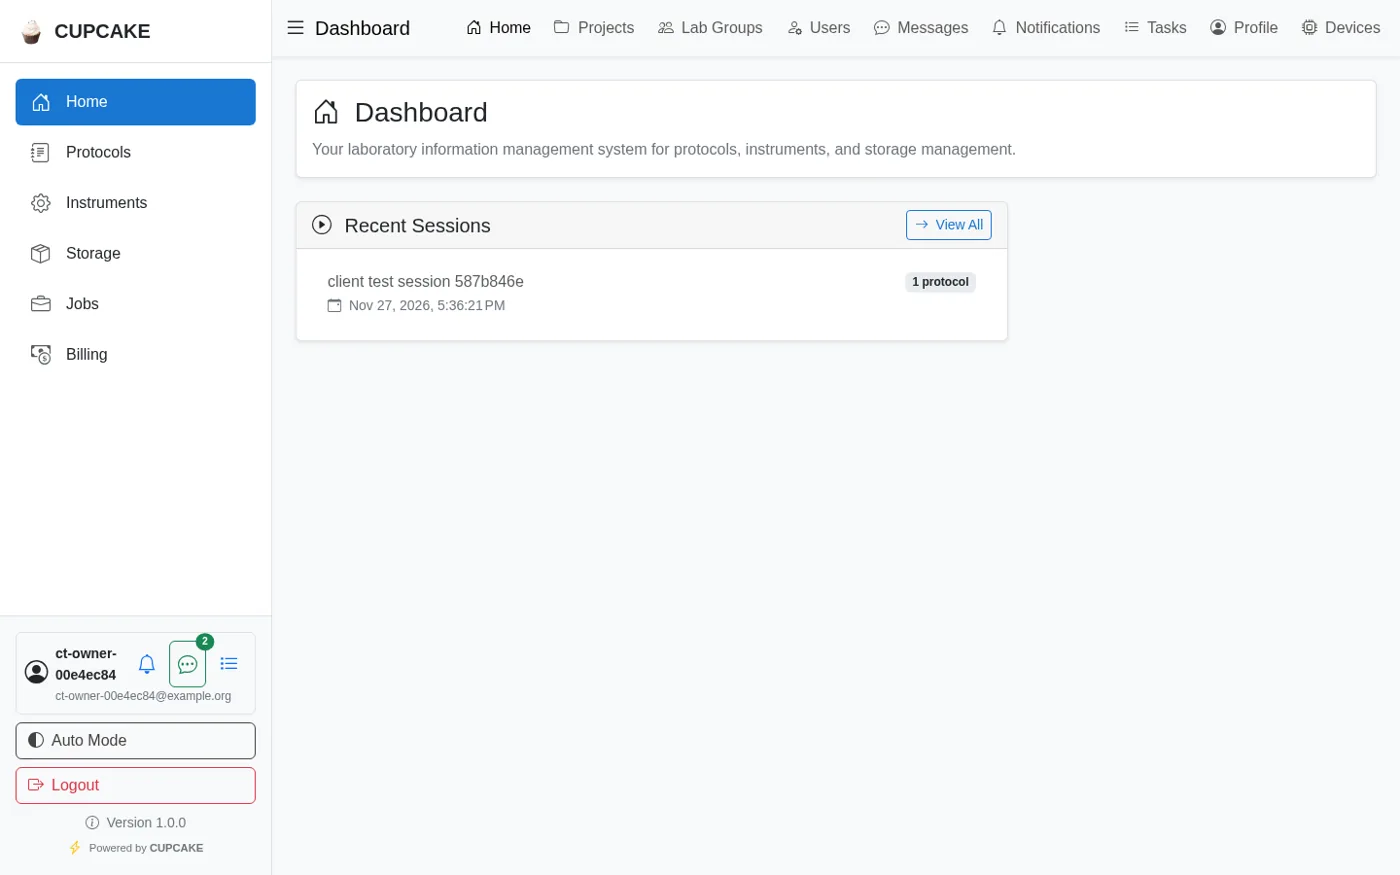 CUPCAKE
Home
Protocols
Instruments
Storage
Jobs
Billing
ct-owner-
00e4ec84
2
ct-owner-00e4ec84@example.org
Auto Mode
Logout
Version 1.0.0
Powered by CUPCAKE
Dashboard
Home
Projects
Lab Groups
Users
Messages
Notifications
Tasks
Profile
Devices
Dashboard
Your laboratory information management system for protocols, instruments, and storage management.
Recent Sessions
View All
client test session 587b846e
1 protocol
Nov 27, 2026, 5:36:21 PM